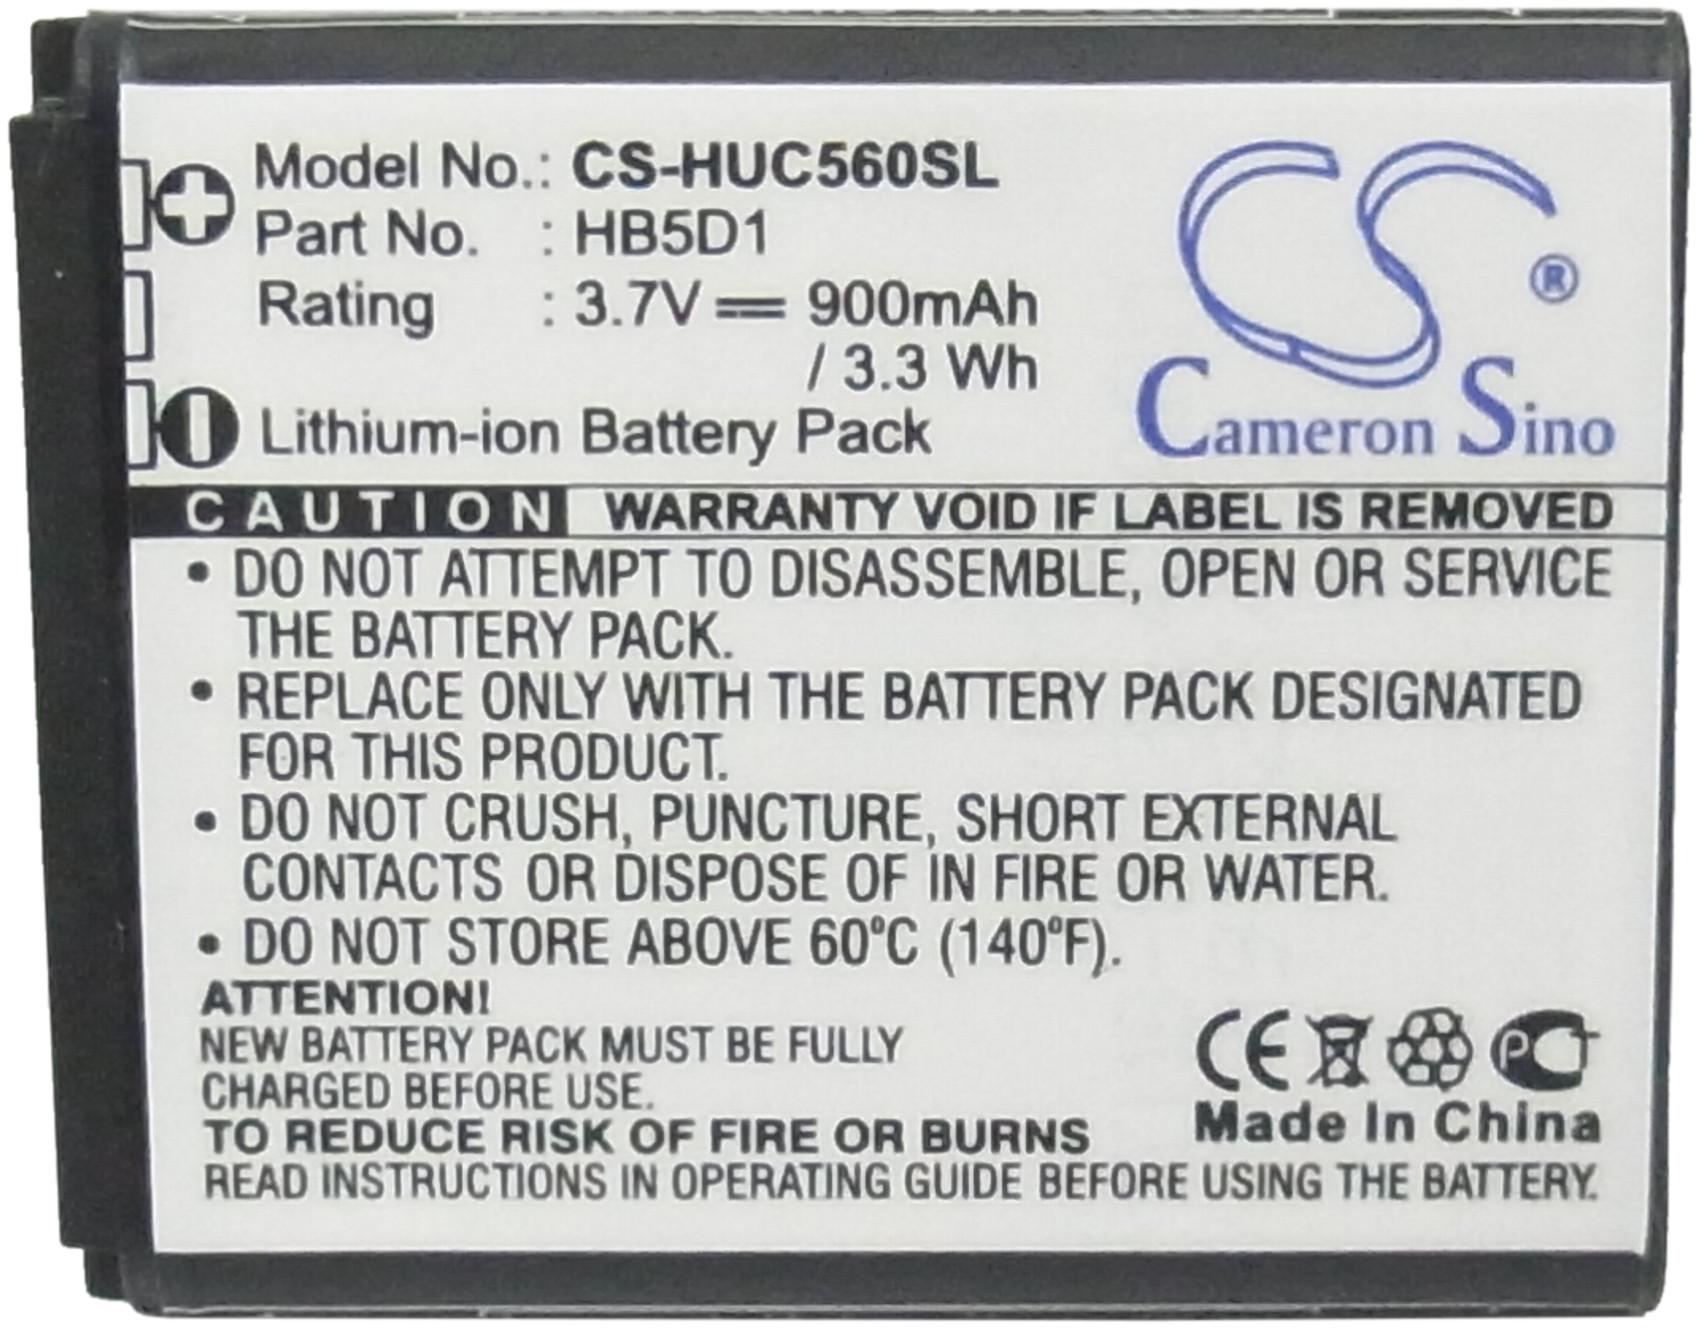 Model No.: CS-HUC560SL
Part No. : HB5D1
Rating : 3.7V 900mAh
/ 3.3 Wh
Lithium-ion Battery Pack
CS ®
Cameron Sino
CAUTION WARRANTY VOID IF LABEL IS REMOVED
• DO NOT ATTEMPT TO DISASSEMBLE, OPEN OR SERVICE
THE BATTERY PACK.
• REPLACE ONLY WITH THE BATTERY PACK DESIGNATED
FOR THIS PRODUCT.
• DO NOT CRUSH, PUNCTURE, SHORT EXTERNAL
CONTACTS OR DISPOSE OF IN FIRE OR WATER.
• DO NOT STORE ABOVE 60°C (140°F).
ATTENTION!
NEW BATTERY PACK MUST BE FULLY
CHARGED BEFORE USE.
TO REDUCE RISK OF FIRE OR BURNS
READ INSTRUCTIONS IN OPERATING GUIDE BEFORE USING THE BATTERY.
CE PCT
Made In China